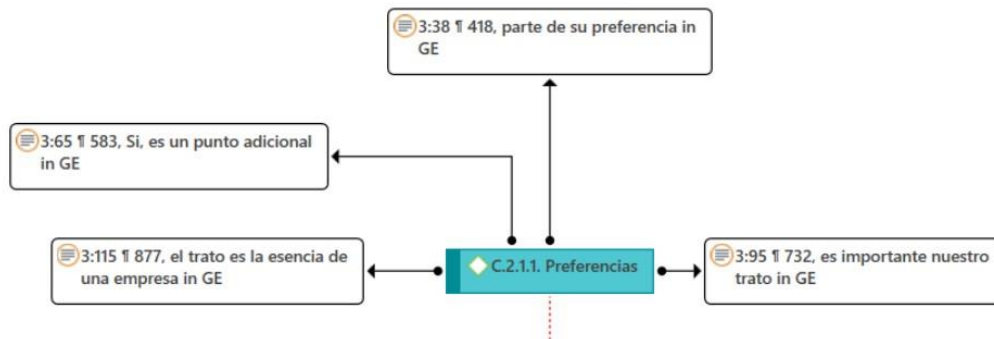 3:38 ¶ 418, parte de su preferencia in
GE
3:65 ¶ 583, Si, es un punto adicional
in GE
3:115 ¶ 877, el trato es la esencia de
una empresa in GE
C.2.1.1. Preferencias
3:95 ¶ 732, es importante nuestro
trato in GE